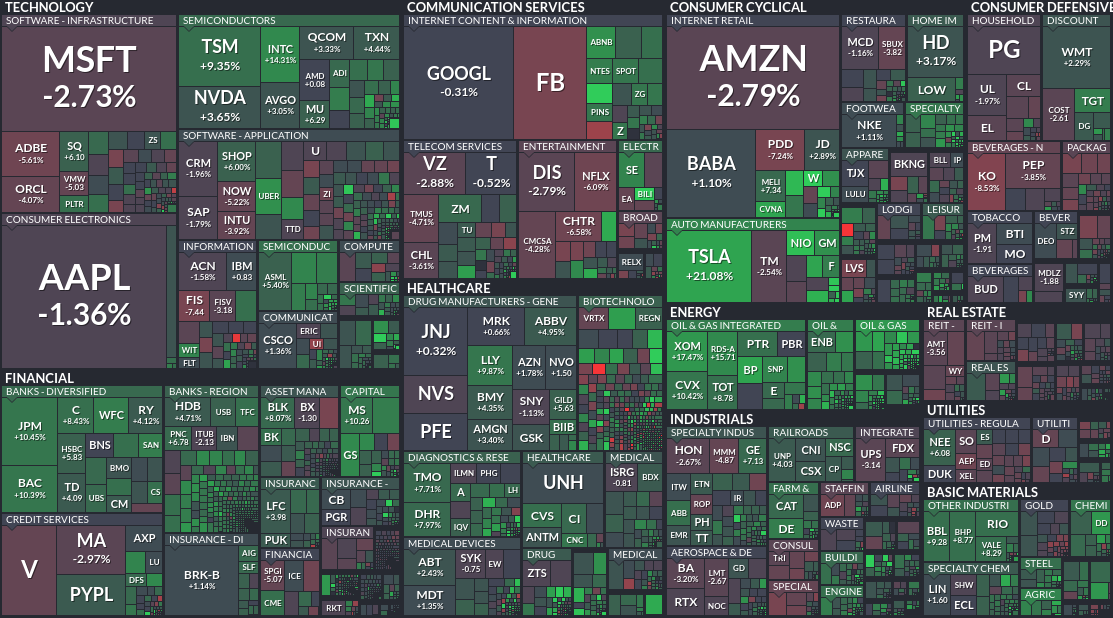 TECHNOLOGY
SOFTWARE - INFRASTRUCTURE
MSFT
-2.73%
ADBE
-5.61%
SQ
+6.10
ZS
VMW
-5.03
ORCL
-4.07%
PLTR
SEMICONDUCTORS
TSM
+9.35%
INTC
+14.31%
QCOM
+3.33%
TXN
+4.44%
AMD
+0.08
ADI
NVDA
+3.65%
AVGO
+3.05%
MU
+6.29
SOFTWARE - APPLICATION
CRM
-1.96%
SHOP
+6.00%
U
NOW
-5.22%
UBER
ZI
SAP
-1.79%
INTU
-3.92%
TTD
CONSUMER ELECTRONICS
AAPL
-1.36%
INFORMATION
ACN
-1.58%
IBM
+0.83
FIS
-7.44
FISV
-3.18
WIT
FLT
SEMICONDUC
ASML
+5.40%
COMMUNICAT
CSCO
+1.36%
ERIC
UI
COMPUTE
SCIENTIFIC
FINANCIAL
BANKS - DIVERSIFIED
JPM
+10.45%
C
+8.43%
WFC
RY
+4.12%
HSBC
+5.83
BNS
SAN
BAC
+10.39%
TD
+4.09
BMO
UBS
CM
CS
BANKS - REGION
HDB
+4.71%
USB
TFC
PNC
+6.78
ITUB
-2.13
IBN
ASSET MANA
BLK
+8.07%
BX
-1.30
BK
CAPITAL
MS
+10.26
GS
INSURANC
LFC
+3.98
PUK
INSURANCE -
CB
PGR
INSURAN
CREDIT SERVICES
V
MA
-2.97%
AXP
LU
PYPL
DFS
INSURANCE - DI
BRK-B
+1.14%
AIG
SLF
FINANCIA
SPGI
-5.07
ICE
CME
RKT
COMMUNICATION SERVICES
INTERNET CONTENT & INFORMATION
GOOGL
-0.31%
FB
ABNB
NTES
SPOT
PINS
ZG
Z
TELECOM SERVICES
VZ
-2.88%
T
-0.52%
TMUS
-4.71%
ZM
TU
CHL
-3.61%
ENTERTAINMENT
DIS
-2.79%
NFLX
-6.09%
CHTR
-6.58%
CMCSA
-4.28%
ELECTR
SE
EA
BILI
BROAD
RELX
HEALTHCARE
DRUG MANUFACTURERS - GENE
JNJ
+0.32%
MRK
+0.66%
ABBV
+4.95%
LLY
+9.87%
AZN
+1.78%
NVO
+1.50
NVS
BMY
+4.35%
SNY
-1.13%
GILD
+5.63
PFE
AMGN
+3.40%
GSK
BIIB
BIOTECHNOLO
VRTX
REGN
DIAGNOSTICS & RESE
TMO
+7.71%
ILMN
PHG
A
LH
DHR
+7.97%
IQV
HEALTHCARE
UNH
CVS
CI
ANTM
CNC
MEDICAL
ISRG
-0.81
BDX
MEDICAL DEVICES
ABT
+2.43%
SYK
-0.75
EW
MDT
+1.35%
DRUG
ZTS
MEDICAL
CONSUMER CYCLICAL
INTERNET RETAIL
AMZN
-2.79%
BABA
+1.10%
PDD
-7.24%
JD
+2.89%
MELI
+7.34
W
CVNA
AUTO MANUFACTURERS
TSLA
+21.08%
TM
-2.54%
NIO
GM
F
RESTAURA
MCD
-1.16%
SBUX
-3.82
HOME IM
HD
+3.17%
LOW
FOOTWEA
NKE
+1.11%
SPECIALTY
APPARE
TJX
LULU
BKNG
BLL
IP
LODGI
LEISUR
LVS
CONSUMER DEFENSIVE
HOUSEHOLD
PG
UL
-1.97%
CL
EL
DISCOUNT
WMT
+2.29%
COST
-2.61
TGT
DG
BEVERAGES - N
KO
-8.53%
PEP
-3.85%
PACKAG
TOBACCO
PM
-1.91
BTI
MO
BEVER
DEO
STZ
BEVERAGES
BUD
MDLZ
-1.88
SYY
ENERGY
OIL & GAS INTEGRATED
XOM
+17.47%
RDS-A
+15.71
PTR
PBR
CVX
+10.42%
TOT
+8.78
BP
SNP
E
OIL &
ENB
OIL & GAS
REAL ESTATE
REIT -
AMT
-3.56
WY
REIT - I
REAL ES
INDUSTRIALS
SPECIALTY INDUS
HON
-2.67%
MMM
-4.87
GE
+7.13
ITW
ETN
ROP
IR
ABB
PH
EMR
TT
RAILROADS
UNP
+4.03
CNI
NSC
CSX
CP
INTEGRATE
UPS
-3.14
FDX
FARM &
CAT
DE
STAFFIN
ADP
AIRLINE
WASTE
AEROSPACE & DE
BA
-3.20%
LMT
-2.67
GD
RTX
NOC
CONSUL
TRI
SPECIAL
BUILDI
ENGINE
UTILITIES
UTILITIES - REGULA
NEE
+6.08
SO
ES
AEP
ED
DUK
XEL
UTILITI
D
BASIC MATERIALS
OTHER INDUSTRI
BBL
+9.28
BHP
+8.77
RIO
VALE
+8.29
GOLD
CHEMI
DD
SPECIALTY CHEM
LIN
+1.60
SHW
ECL
STEEL
AGRIC